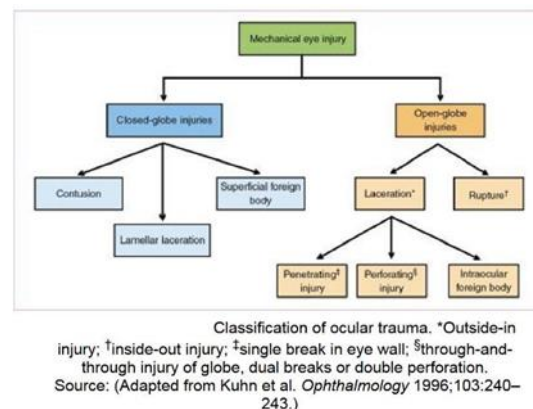 Mechanical eye injury
Closed-globe injuries
Open-globe
injuries
Contusion
Superficial foreign
body
Laceration*
Rupture†
Lamellar laceration
Penetrating‡
injury
Perforating§
injury
Intraocular
foreign body
Classification of ocular trauma. *Outside-in
injury; †inside-out injury; ‡single break in eye wall; §through-and-
through injury of globe, dual breaks or double perforation.
Source: (Adapted from Kuhn et al. Ophthalmology 1996;103:240–
243.)